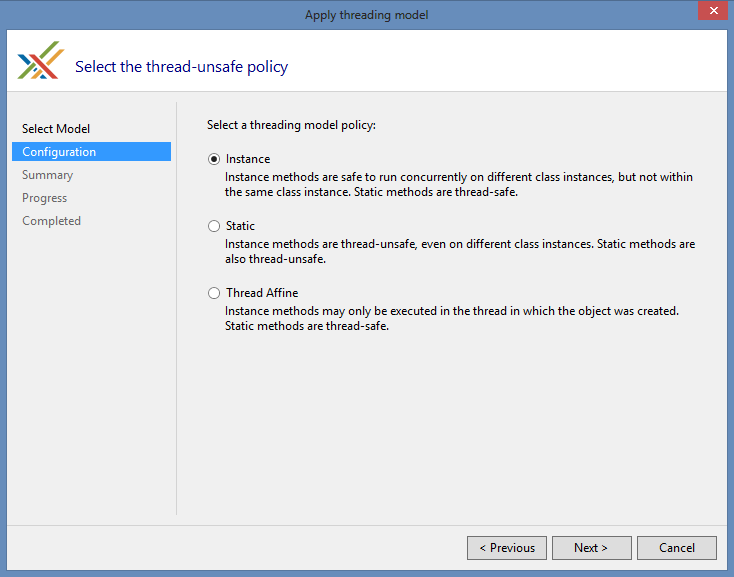 Apply threading model
Select the thread-unsafe policy
Select Model
Configuration
Summary
Progress
Completed
Select a threading model policy:
Instance
Instance methods are safe to run concurrently on different class instances, but not within
the same class instance. Static methods are thread-safe.
Static
Instance methods are thread-unsafe, even on different class instances. Static methods are
also thread-unsafe.
Thread Affine
Instance methods may only be executed in the thread in which the object was created.
Static methods are thread-safe.
< Previous
Next >
Cancel